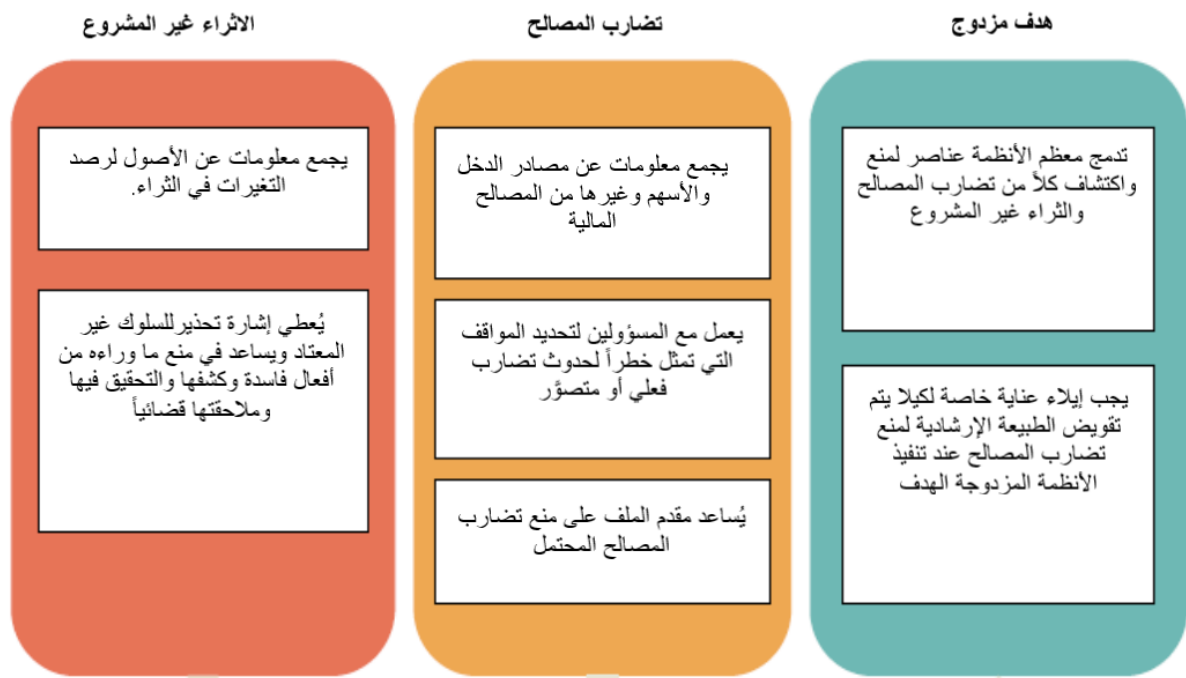 هدف مزدوج
تدمج معظم الأنظمة عناصر لمنع
واكتشاف كلاً من تضارب المصالح
والثراء غير المشروع
يجب إيلاء عناية خاصة لكيلا يتم
تقويض الطبيعة الإرشادية لمنع
تضارب المصالح عند تنفيذ
الأنظمة المزدوجة الهدف
تضارب المصالح
يجمع معلومات عن مصادر الدخل
والأسهم وغيرها من المصالح
المالية
يعمل مع المسؤولين لتحديد المواقف
التي تمثل خطراً لحدوث تضارب
فعلي أو متصوَّر
يُساعد مقدم الملف على منع تضارب
المصالح المحتمل
الاثراء غير المشروع
يجمع معلومات عن الأصول لرصد
التغيرات في الثراء.
يُعطي إشارة تحذيرللسلوك غير
المعتاد ويساعد في منع ما وراءه من
أفعال فاسدة وكشفها والتحقيق فيها
وملاحقتها قضائياً